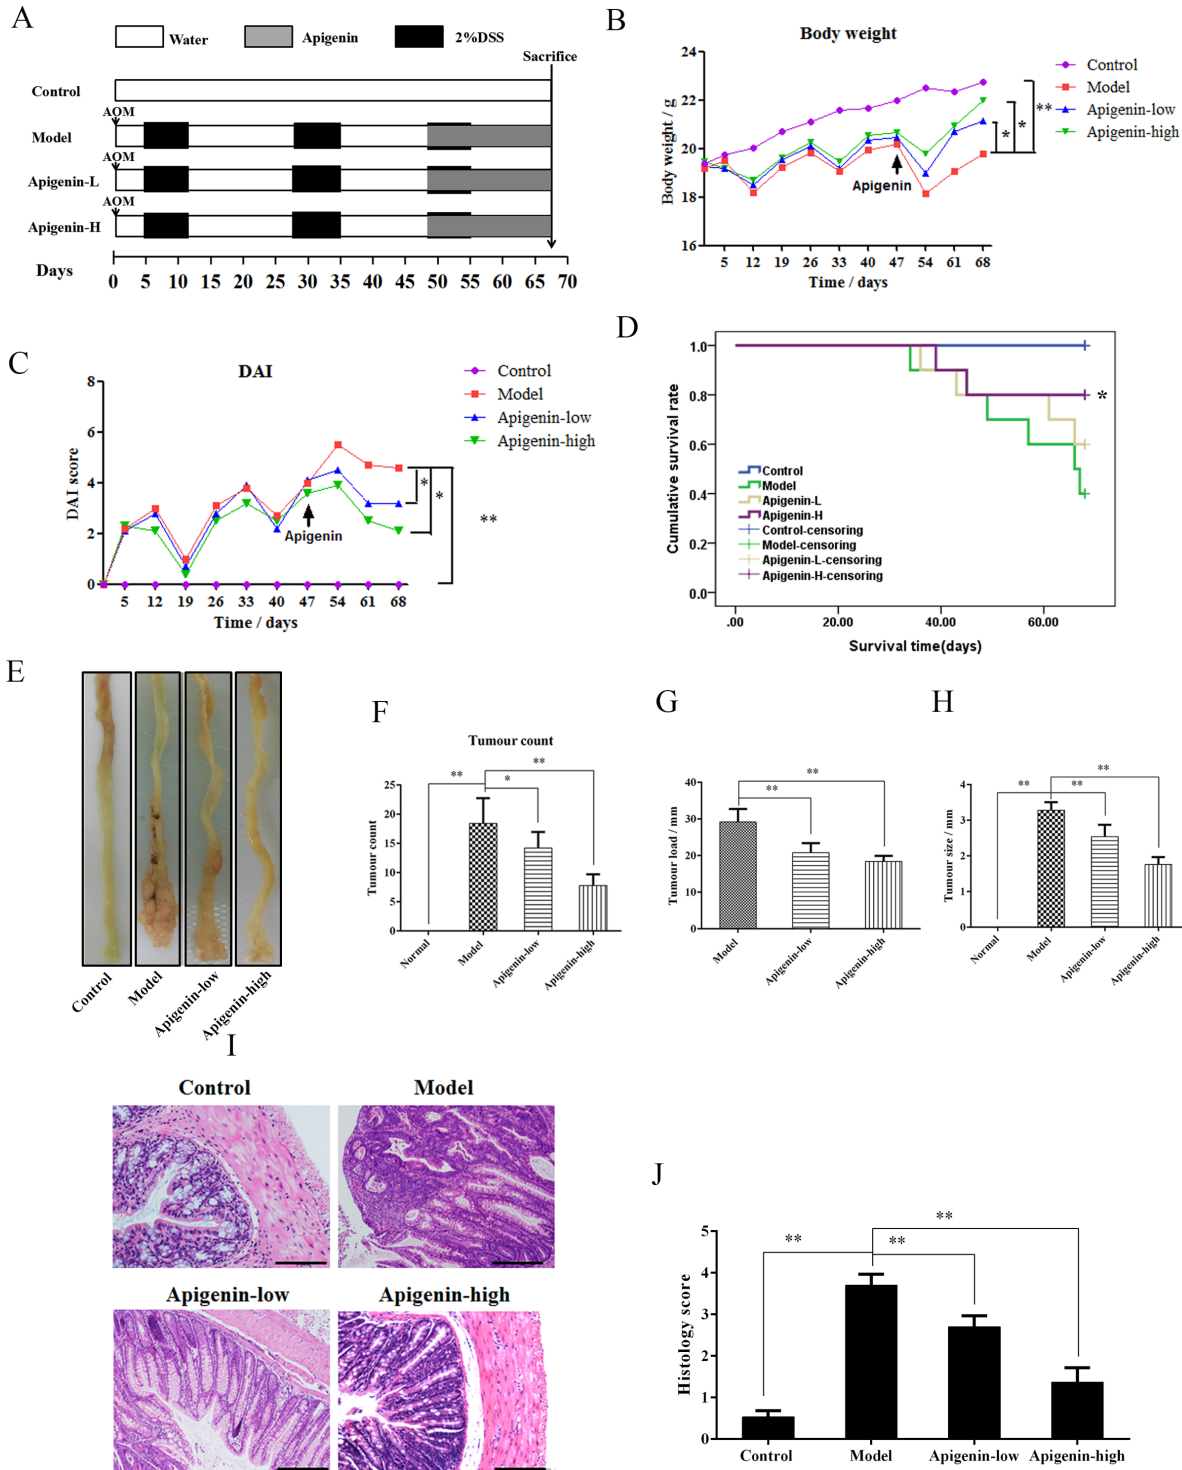 A
Water
Apigenin
2%DSS
Sacrifice
Control
AOM
Model
AOM
Apigenin-L
AOM
Apigenin-H
Days
0 5 10 15 20 25 30 35 40 45 50 55 60 65 70
B
Body weight
Body weight / g
24
22
20
18
16
5 12 19 26 33 40 47 54 61 68
Time / days
Apigenin
Control
Model
Apigenin-low
Apigenin-high
*
*
**
C
DAI
DAI score
8
6
4
2
0
5 12 19 26 33 40 47 54 61 68
Time / days
Apigenin
Control
Model
Apigenin-low
Apigenin-high
*
*
**
D
Cumulative survival rate
1.0
0.8
0.6
0.4
0.2
0.0
.00 20.00 40.00 60.00
Survival time(days)
Control
Model
Apigenin-L
Apigenin-H
Control-censoring
Model-censoring
Apigenin-L-censoring
Apigenin-H-censoring
*
E
Control
Model
Apigenin-low
Apigenin-high
F
Tumour count
Tumour count
25
20
15
10
5
0
Normal
Model
Apigenin-low
Apigenin-high
**
*
**
G
Tumour load / mm
40
30
20
10
0
Model
Apigenin-low
Apigenin-high
**
**
H
Tumour size / mm
4
3
2
1
0
Normal
Model
Apigenin-low
Apigenin-high
**
**
**
I
Control
Model
Apigenin-low
Apigenin-high
J
Histology score
5
4
3
2
1
0
Control
Model
Apigenin-low
Apigenin-high
**
**
**